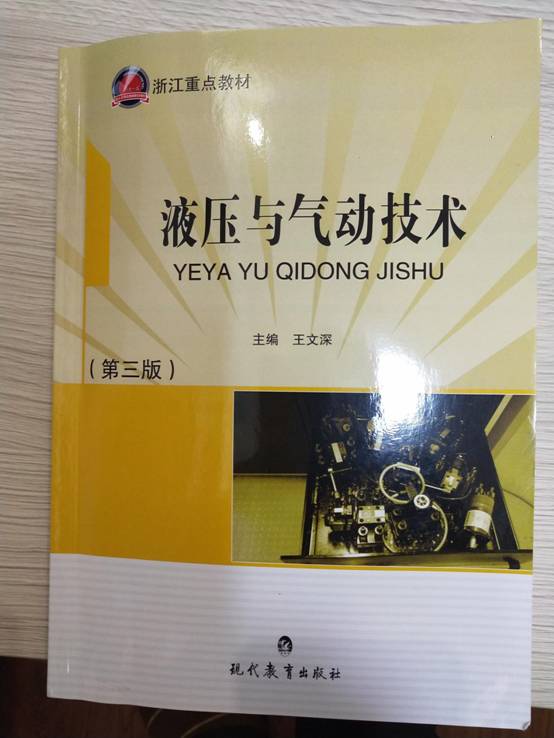 浙江重点教材
液压与气动技术
YEYA YU QIDONG JISHU
主编 王文深
（第三版）
现代教育出版社